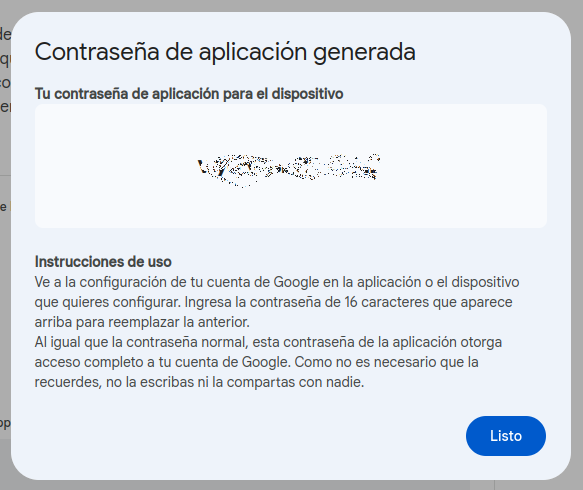 Contraseña de aplicación generada
Tu contraseña de aplicación para el dispositivo
Instrucciones de uso
Ve a la configuración de tu cuenta de Google en la aplicación o el dispositivo
que quieres configurar. Ingresa la contraseña de 16 caracteres que aparece
arriba para reemplazar la anterior.
Al igual que la contraseña normal, esta contraseña de la aplicación otorga
acceso completo a tu cuenta de Google. Como no es necesario que la
recuerdes, no la escribas ni la compartas con nadie.
Listo